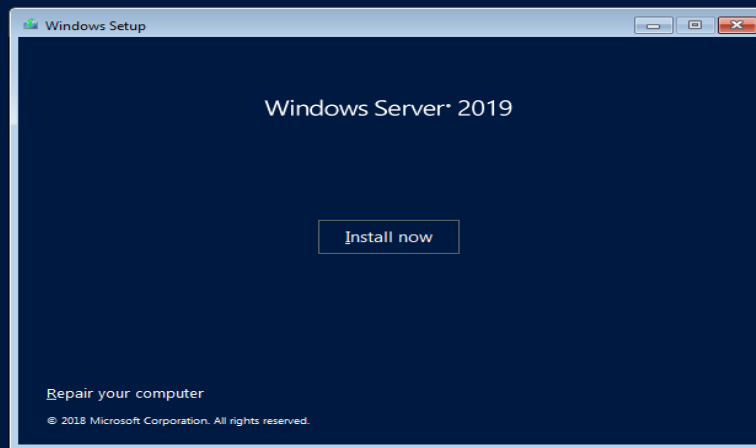 Windows Setup
Windows Server® 2019
Install now
Repair your computer
© 2018 Microsoft Corporation. All rights reserved.